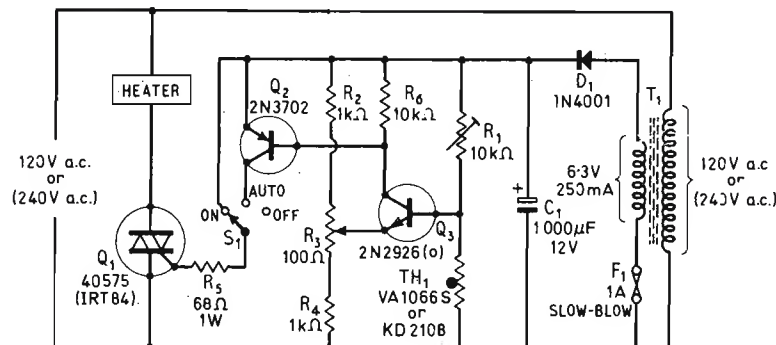 HEATER
120V a.c.
or
(240V a.c.)
Q1
40575
(IRT84)
R5
68Ω
1W
ON
AUTO
OFF
S1
Q2
2N3702
R2
1kΩ
R6
10kΩ
R3
100Ω
R4
1kΩ
Q3
2N2926(o)
R1
10kΩ
TH1
VA1066S
or
KD210B
+
C1
1000µF
12V
D1
1N4001
T1
6·3V
250mA
F1
1A
SLOW-BLOW
120V a.c
or
(240V a.c.)